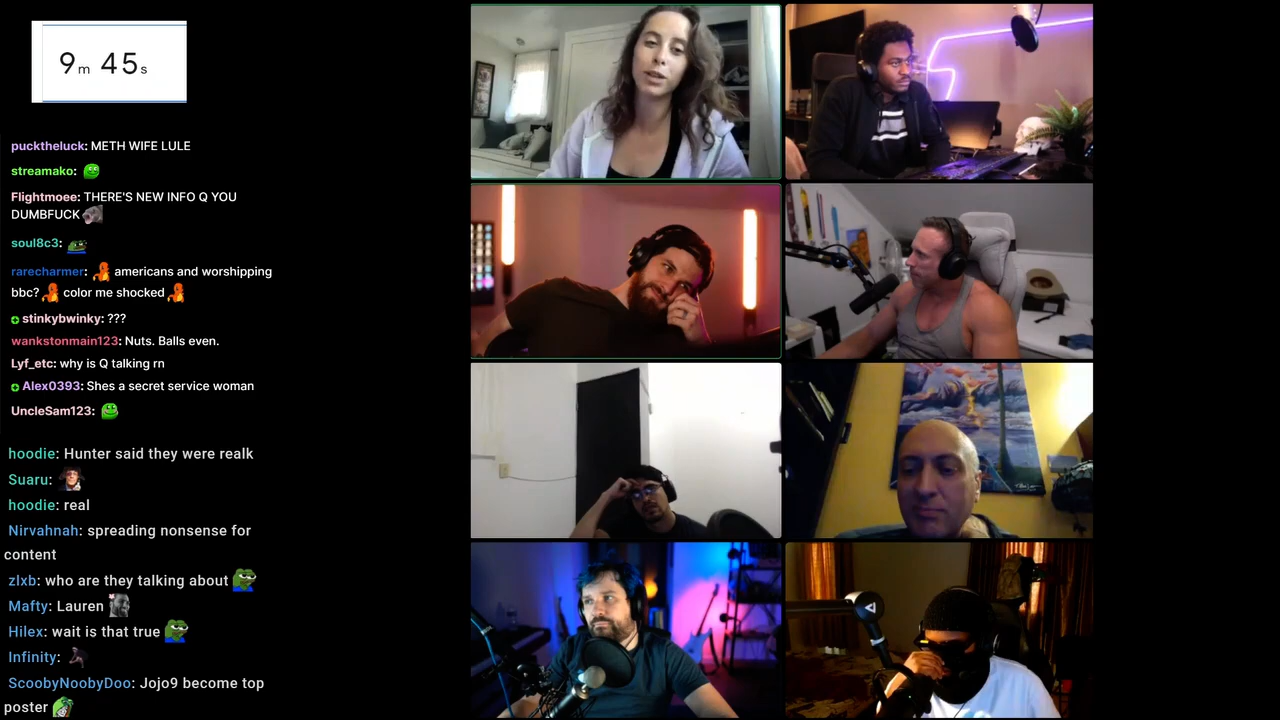 9m 45s
pucktheluck: METH WIFE LULE
streamako:
Flightmoee: THERE'S NEW INFO Q YOU
DUMBFUCK
soul8c3:
rarecharmer: americans and worshipping
bbc? color me shocked
stinkybwinky: ???
wankstonmain123: Nuts. Balls even.
Lyf_etc: why is Q talking rn
Alex0393: Shes a secret service woman
UncleSam123:
hoodie: Hunter said they were realk
Suaru:
hoodie: real
Nirvahnah: spreading nonsense for
content
zlxb: who are they talking about
Mafty: Lauren
Hilex: wait is that true
Infinity:
ScoobyNoobyDoo: Jojo9 become top
poster